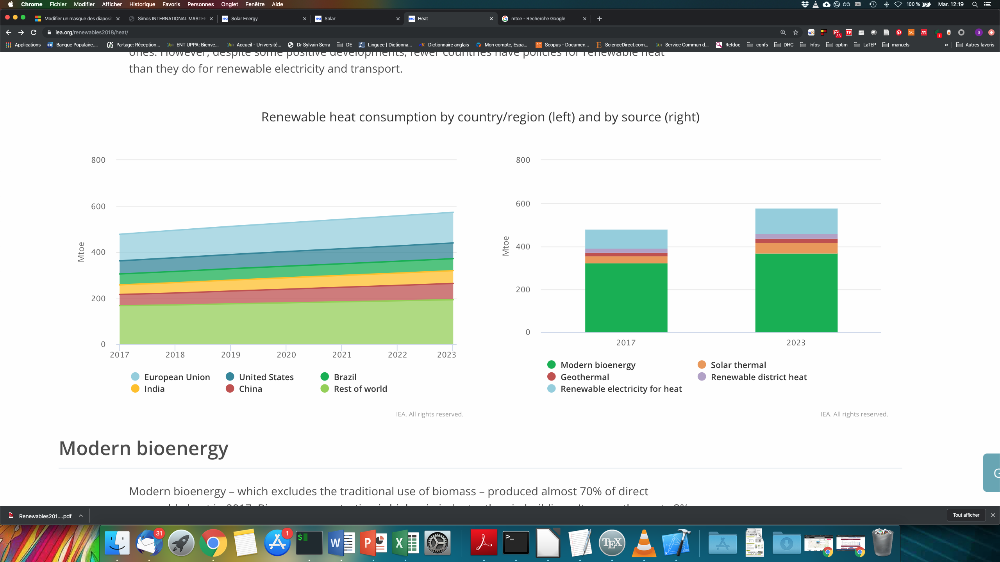 Chrome Fichier Modifier Afficher Historique Favoris Personnes Onglet Fenêtre Aide 100 % Mar. 12:19
Modifier un masque des diaposit Simos INTERNATIONAL MASTER Solar Energy Solar Heat mtoe - Recherche Google
iea.org/renewables2018/heat/
Applications Banque Populaire.... Partage: Réception... ENT UPPA: Bienve... Accueil - Université... Dr Sylvain Serra DE Linguee | Dictionna... Dictionnaire anglais Mon compte, Espa... Scopus - Documen... ScienceDirect.com... Service Commun d... Refdoc confs DHC Infos optim LaTEP manuels » Autres favoris
ones. However, despite some positive developments, fewer countries have policies for renewable heat
than they do for renewable electricity and transport.
Renewable heat consumption by country/region (left) and by source (right)
800
600
400
200
0
Mtoe
2017 2018 2019 2020 2021 2022 2023
European Union United States Brazil
India China Rest of world
IEA. All rights reserved.
800
600
400
200
0
Mtoe
2017 2023
Modern bioenergy Solar thermal
Geothermal Renewable district heat
Renewable electricity for heat
IEA. All rights reserved.
Modern bioenergy
Modern bioenergy – which excludes the traditional use of biomass – produced almost 70% of direct
Renewables201....pdf Tout afficher
31 1